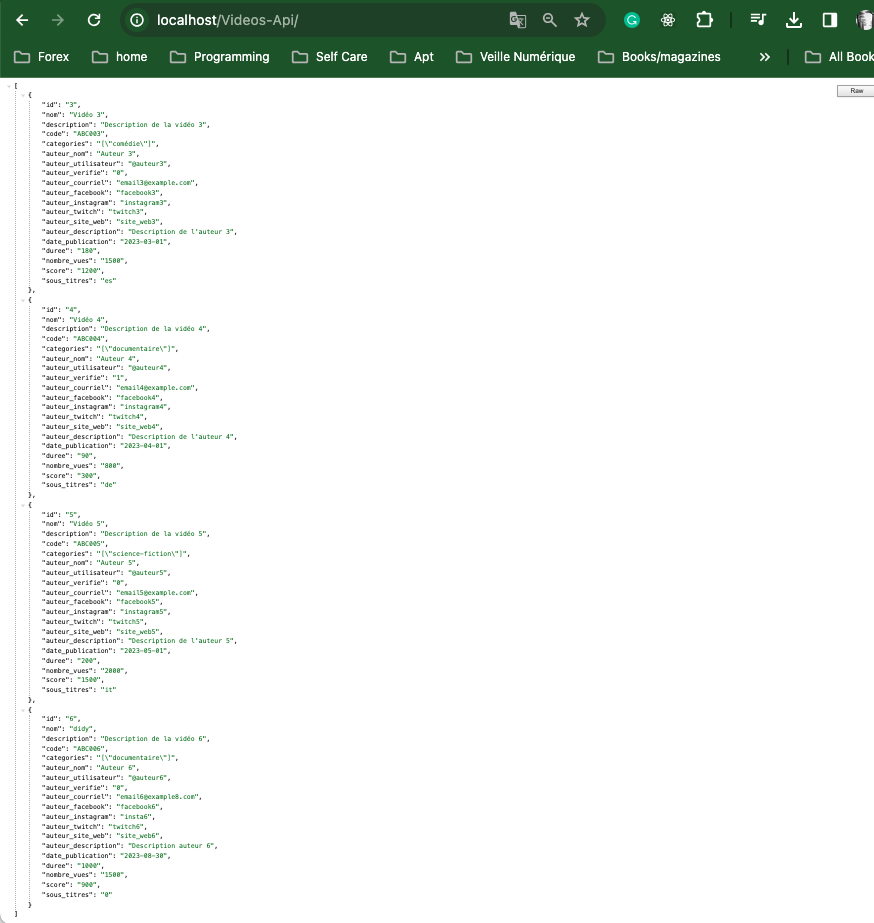 localhost/Videos-Api/
Forex home Programming Self Care Apt Veille Numérique Books/magazines » All Book
Raw
[
{
"id": "3",
"nom": "Vidéo 3",
"description": "Description de la vidéo 3",
"code": "ABC003",
"categories": "[\"comédie\"]",
"auteur_nom": "Auteur 3",
"auteur_utilisateur": "@auteur3",
"auteur_verifie": "0",
"auteur_courriel": "email3@example.com",
"auteur_facebook": "facebook3",
"auteur_instagram": "instagram3",
"auteur_twitch": "twitch3",
"auteur_site_web": "site_web3",
"auteur_description": "Description de l'auteur 3",
"date_publication": "2023-03-01",
"duree": "180",
"nombre_vues": "1500",
"score": "1200",
"sous_titres": "es"
},
{
"id": "4",
"nom": "Vidéo 4",
"description": "Description de la vidéo 4",
"code": "ABC004",
"categories": "[\"documentaire\"]",
"auteur_nom": "Auteur 4",
"auteur_utilisateur": "@auteur4",
"auteur_verifie": "1",
"auteur_courriel": "email4@example.com",
"auteur_facebook": "facebook4",
"auteur_instagram": "instagram4",
"auteur_twitch": "twitch4",
"auteur_site_web": "site_web4",
"auteur_description": "Description de l'auteur 4",
"date_publication": "2023-04-01",
"duree": "90",
"nombre_vues": "800",
"score": "300",
"sous_titres": "de"
},
{
"id": "5",
"nom": "Vidéo 5",
"description": "Description de la vidéo 5",
"code": "ABC005",
"categories": "[\"science-fiction\"]",
"auteur_nom": "Auteur 5",
"auteur_utilisateur": "@auteur5",
"auteur_verifie": "0",
"auteur_courriel": "email5@example.com",
"auteur_facebook": "facebook5",
"auteur_instagram": "instagram5",
"auteur_twitch": "twitch5",
"auteur_site_web": "site_web5",
"auteur_description": "Description de l'auteur 5",
"date_publication": "2023-05-01",
"duree": "200",
"nombre_vues": "2000",
"score": "1500",
"sous_titres": "it"
},
{
"id": "6",
"nom": "didy",
"description": "Description de la vidéo 6",
"code": "ABC006",
"categories": "[\"documentaire\"]",
"auteur_nom": "Auteur 6",
"auteur_utilisateur": "@auteur6",
"auteur_verifie": "0",
"auteur_courriel": "email6@example8.com",
"auteur_facebook": "facebook6",
"auteur_instagram": "insta6",
"auteur_twitch": "twitch6",
"auteur_site_web": "site_web6",
"auteur_description": "Description auteur 6",
"date_publication": "2023-08-30",
"duree": "1000",
"nombre_vues": "1500",
"score": "900",
"sous_titres": "0"
}
]